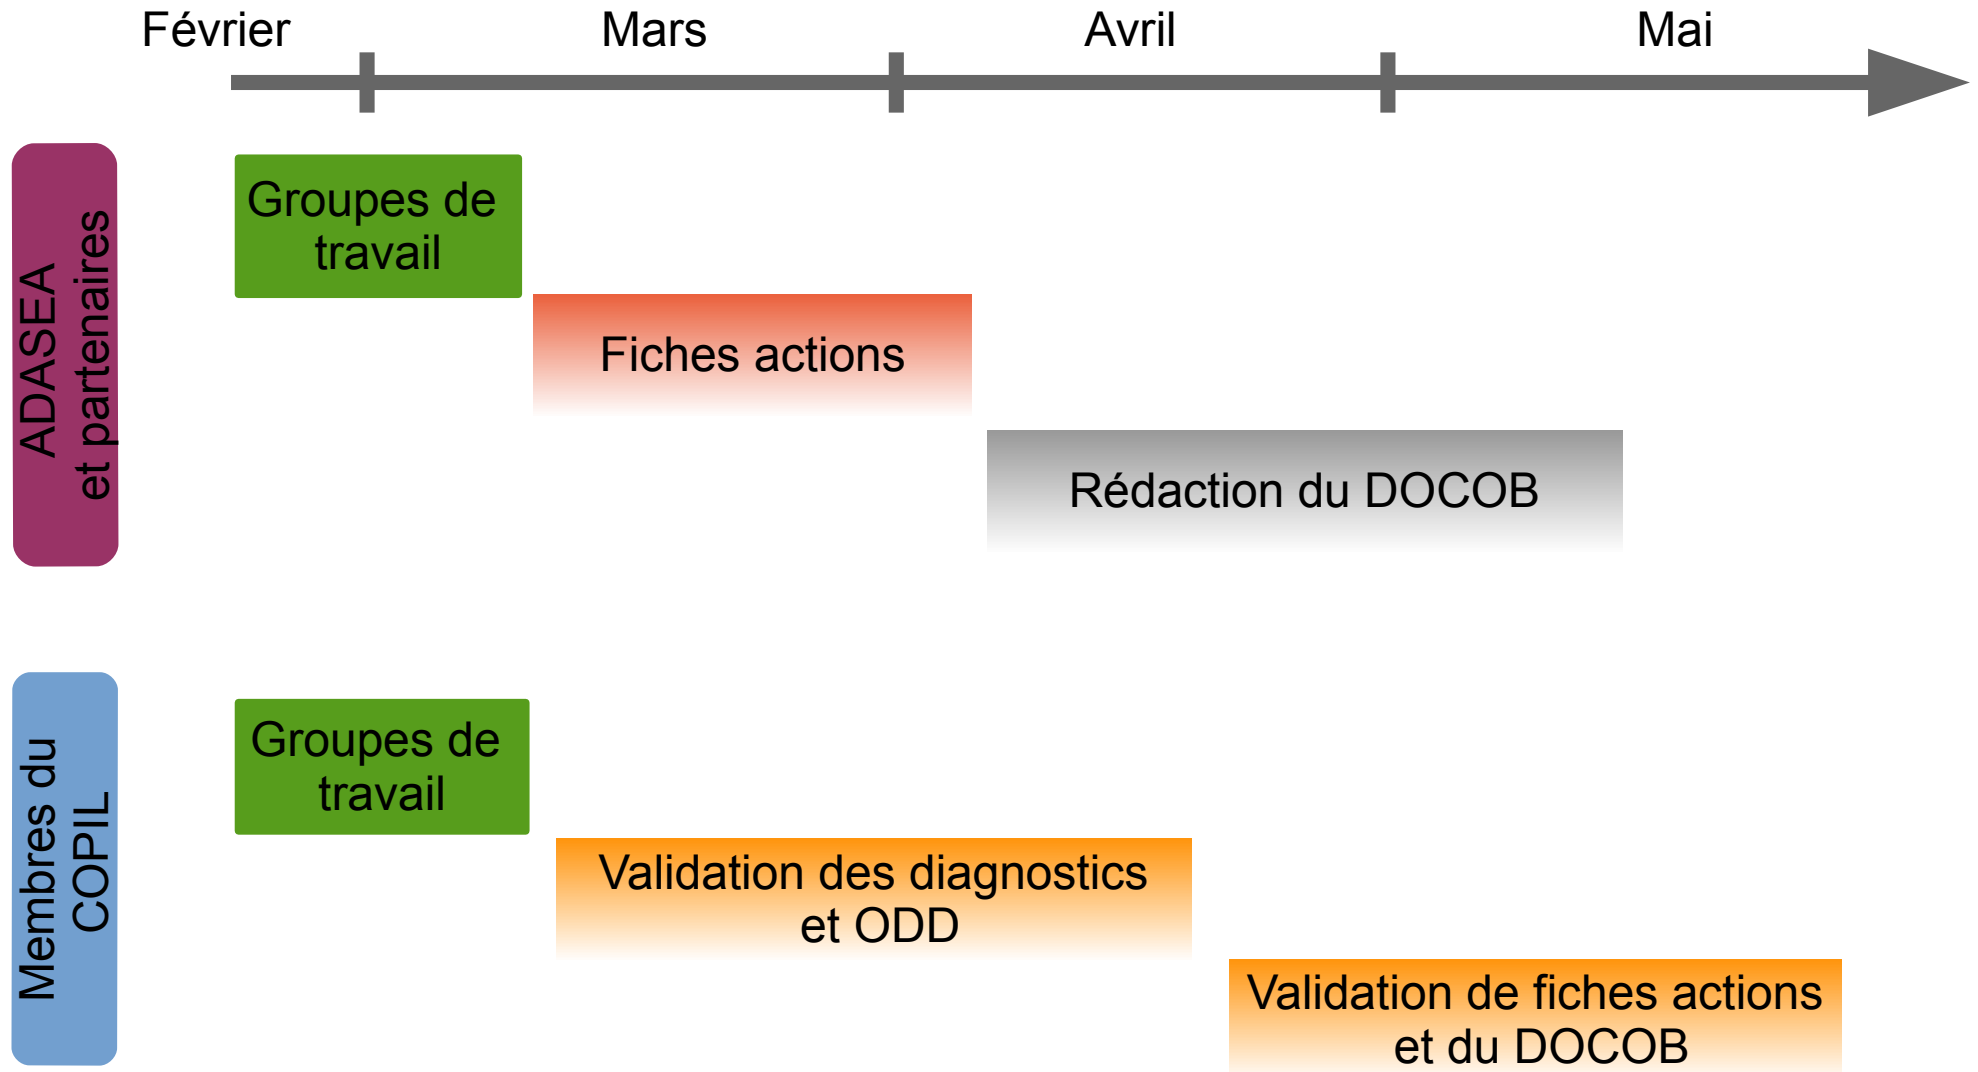 Février Mars Avril Mai
ADASEA
et partenaires
Groupes de
travail
Fiches actions
Rédaction du DOCOB
Membres du
COPIL
Groupes de
travail
Validation des diagnostics
et ODD
Validation de fiches actions
et du DOCOB